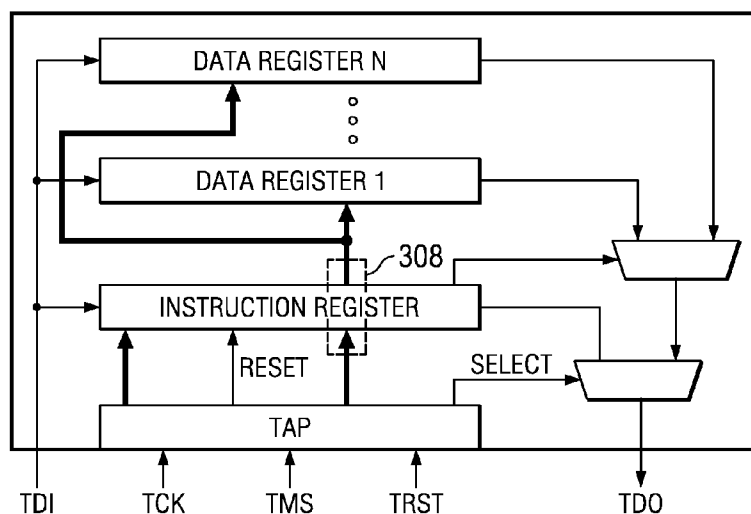 DATA REGISTER N
DATA REGISTER 1
308
INSTRUCTION REGISTER
RESET
SELECT
TAP
TDI
TCK
TMS
TRST
TDO